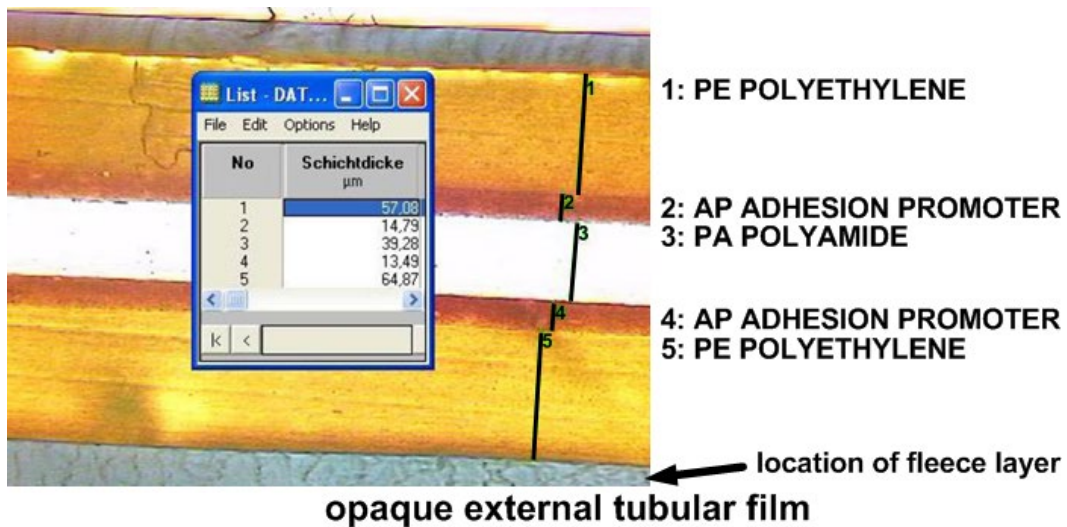 List - DAT...
File Edit Options Help
No Schichtdicke
µm
1 57,08
2 14,79
3 39,28
4 13,49
5 64,87
1
2
3
4
5
1: PE POLYETHYLENE
2: AP ADHESION PROMOTER
3: PA POLYAMIDE
4: AP ADHESION PROMOTER
5: PE POLYETHYLENE
location of fleece layer
opaque external tubular film